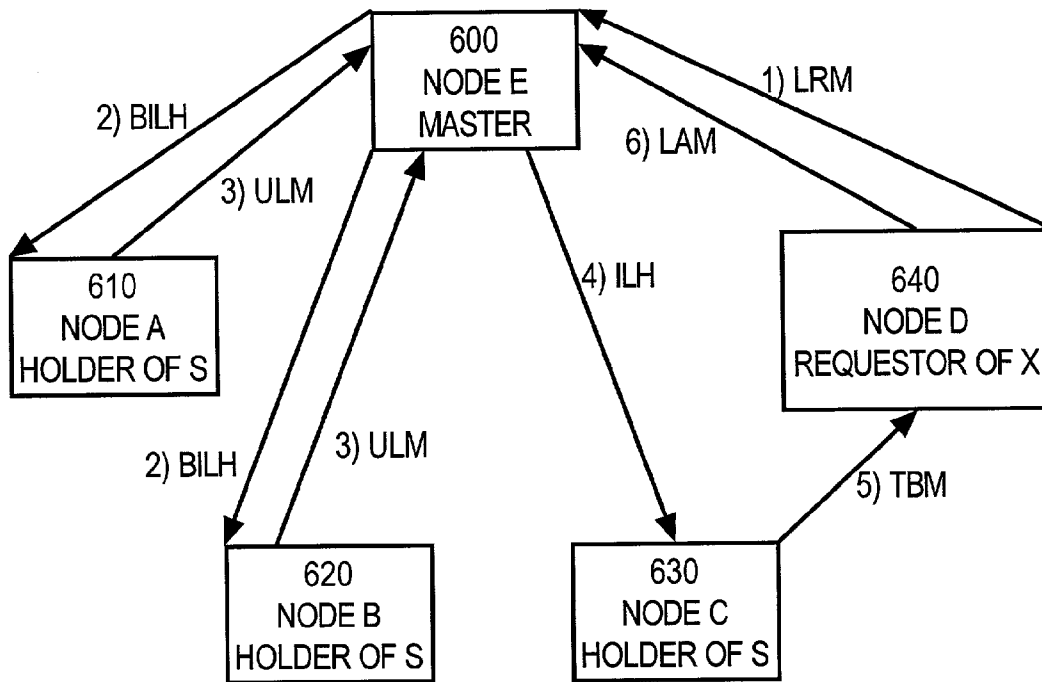 600
NODE E
MASTER
1) LRM
2) BILH
6) LAM
3) ULM
610
NODE A
HOLDER OF S
4) ILH
640
NODE D
REQUESTOR OF X
2) BILH
3) ULM
5) TBM
620
NODE B
HOLDER OF S
630
NODE C
HOLDER OF S